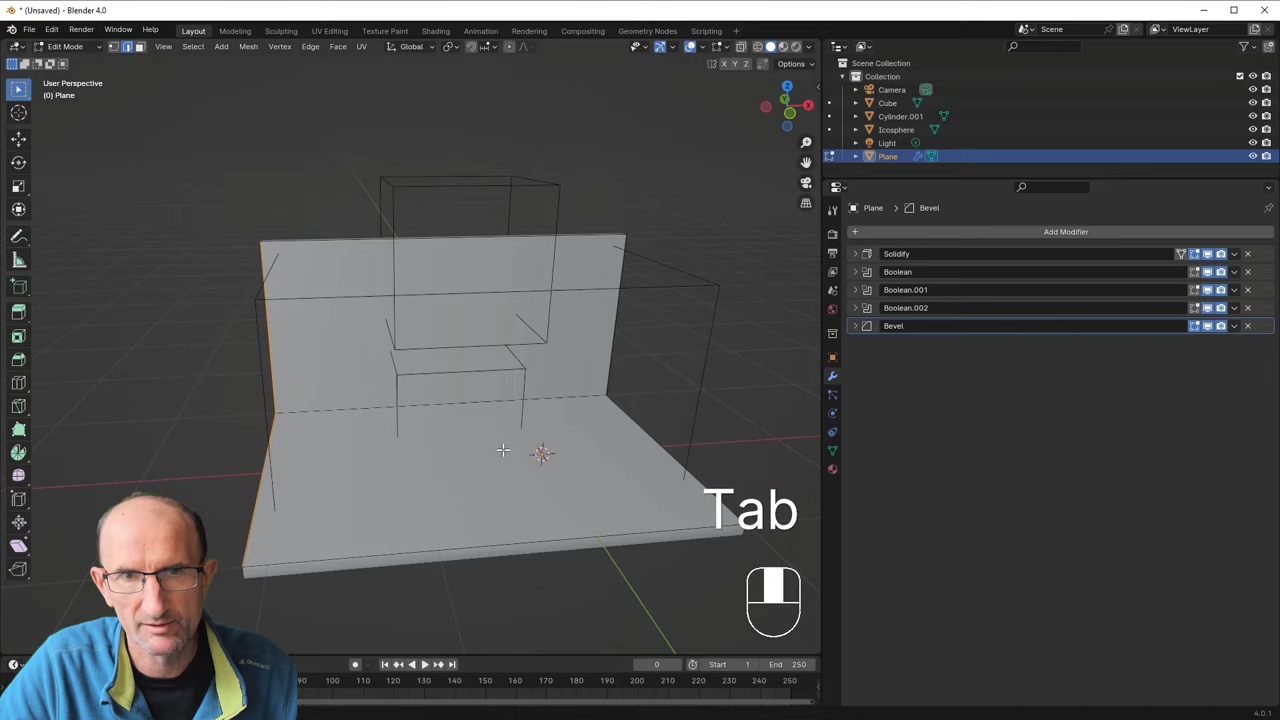 * (Unsaved) - Blender 4.0
File Edit Render Window Help Layout Modeling Sculpting UV Editing Texture Paint Shading Animation Rendering Compositing Geometry Nodes Scripting Scene ViewLayer
Edit Mode View Select Add Mesh Vertex Edge Face UV Global
X Y Z Options
User Perspective
(0) Plane
Z
Y
X
Scene Collection
Collection
Camera
Cube
Cylinder.001
Icosphere
Light
Plane
Plane > Bevel
+ Add Modifier
Solidify
Boolean
Boolean.001
Boolean.002
Bevel
Tab
0 Start 1 End 250
100 110 120 130 140 150 160 170 180 190 200 210 220 230 240 250
4.0.1